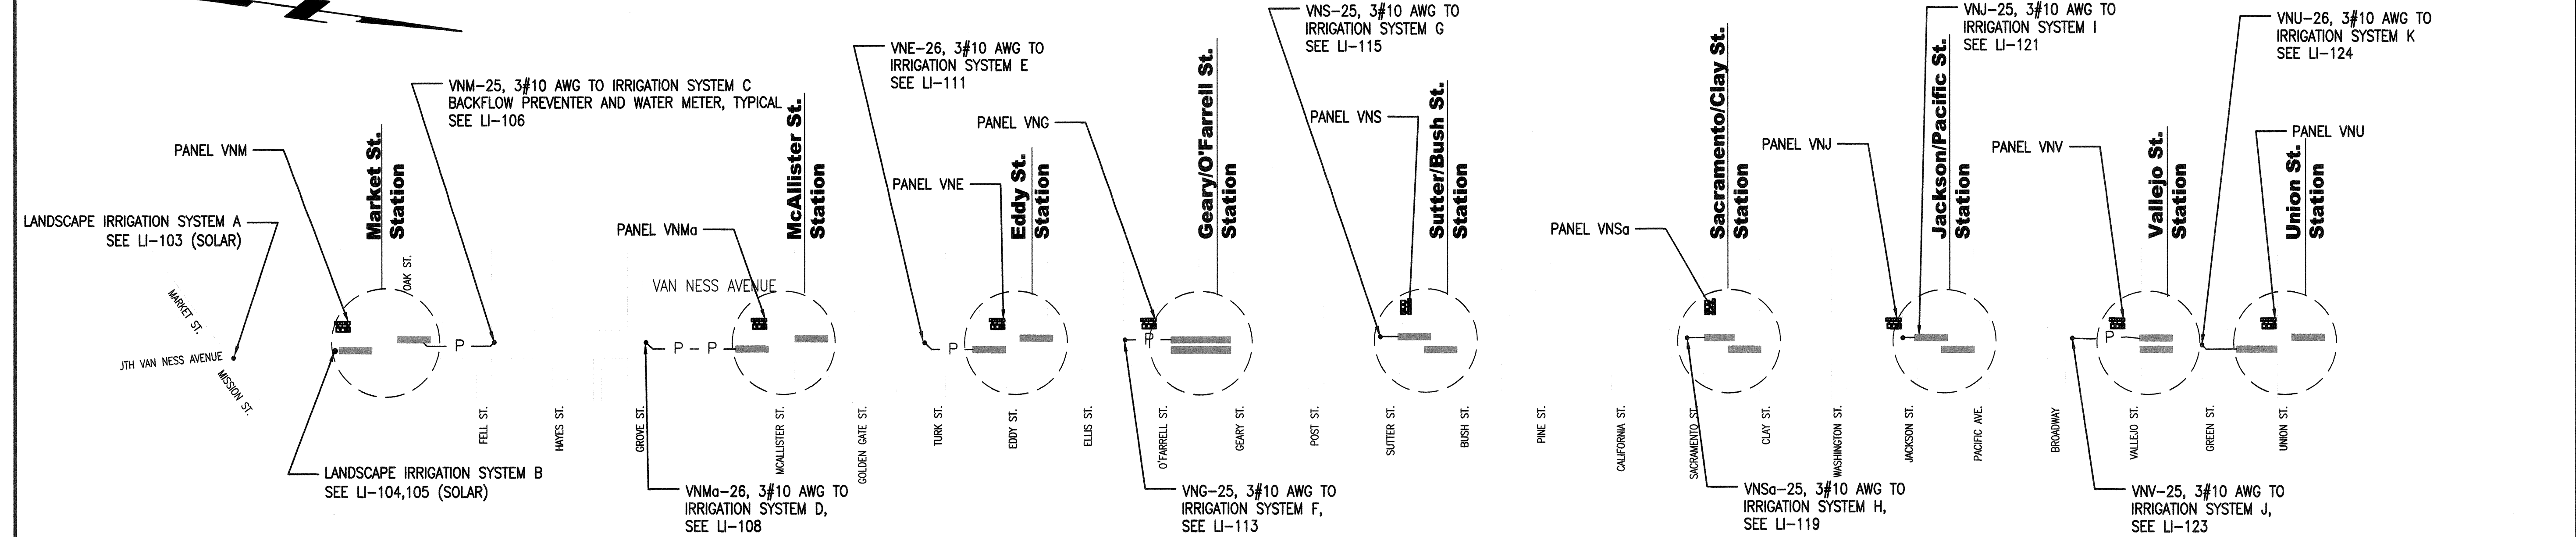 VNM-25, 3#10 AWG TO IRRIGATION SYSTEM C
BACKFLOW PREVENTER AND WATER METER, TYPICAL
SEE LI-106
VNE-26, 3#10 AWG TO
IRRIGATION SYSTEM E
SEE LI-111
VNS-25, 3#10 AWG TO
IRRIGATION SYSTEM G
SEE LI-115
VNJ-25, 3#10 AWG TO
IRRIGATION SYSTEM I
SEE LI-121
VNU-26, 3#10 AWG TO
IRRIGATION SYSTEM K
SEE LI-124
PANEL VNM
PANEL VNMa
PANEL VNE
PANEL VNG
PANEL VNS
PANEL VNSa
PANEL VNJ
PANEL VNV
PANEL VNU
Market St.
Station
McAllister St.
Station
Eddy St.
Station
Geary/O'Farrell St.
Station
Sutter/Bush St.
Station
Sacramento/Clay St.
Station
Jackson/Pacific St.
Station
Vallejo St.
Station
Union St.
Station
LANDSCAPE IRRIGATION SYSTEM A
SEE LI-103 (SOLAR)
OAK ST.
VAN NESS AVENUE
MARKET ST.
JTH VAN NESS AVENUE
MISSION ST.
P
P - P
P
P
P
FELL ST.
HAYES ST.
GROVE ST.
MCALLISTER ST.
GOLDEN GATE ST.
TURK ST.
EDDY ST.
ELLIS ST.
O'FARRELL ST.
GEARY ST.
POST ST.
SUTTER ST.
BUSH ST.
PINE ST.
CALIFORNIA ST.
SACRAMENTO ST.
CLAY ST.
WASHINGTON ST.
JACKSON ST.
PACIFIC AVE.
BROADWAY
VALLEJO ST.
GREEN ST.
UNION ST.
LANDSCAPE IRRIGATION SYSTEM B
SEE LI-104,105 (SOLAR)
VNMa-26, 3#10 AWG TO
IRRIGATION SYSTEM D,
SEE LI-108
VNG-25, 3#10 AWG TO
IRRIGATION SYSTEM F,
SEE LI-113
VNSa-25, 3#10 AWG TO
IRRIGATION SYSTEM H,
SEE LI-119
VNV-25, 3#10 AWG TO
IRRIGATION SYSTEM J,
SEE LI-123